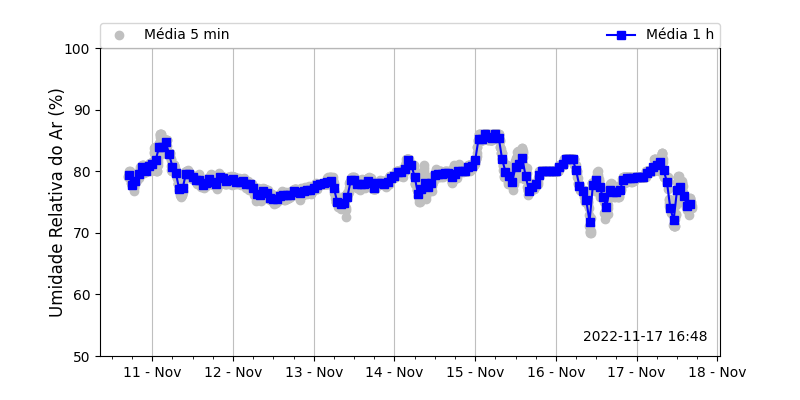 Média 5 min Média 1 h
100
90
80
70
60
50
Umidade Relativa do Ar (%)
2022-11-17 16:48
11 - Nov 12 - Nov 13 - Nov 14 - Nov 15 - Nov 16 - Nov 17 - Nov 18 - Nov